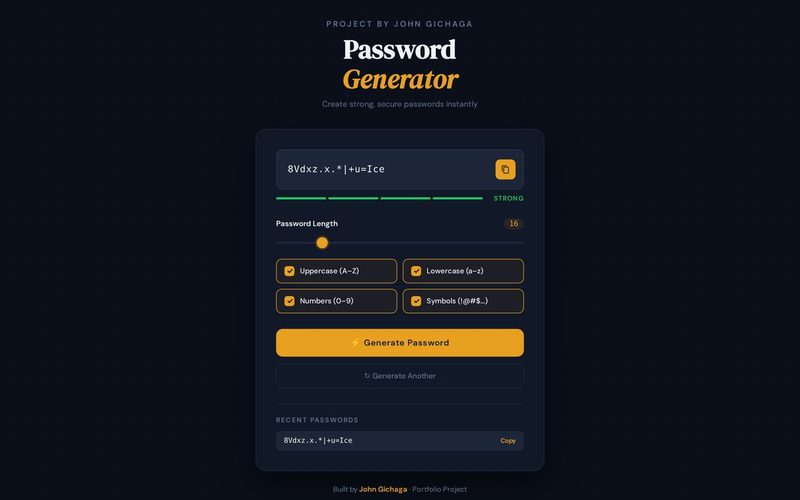 PROJECT BY JOHN GICHAGA
Password
Generator
Create strong, secure passwords instantly
8Vdxz.x.*|+u=Ice
STRONG
Password Length 16
Uppercase (A–Z) Lowercase (a–z)
Numbers (0–9) Symbols (!@#$…)
⚡ Generate Password
↻ Generate Another
RECENT PASSWORDS
8Vdxz.x.*|+u=Ice Copy
Built by John Gichaga · Portfolio Project